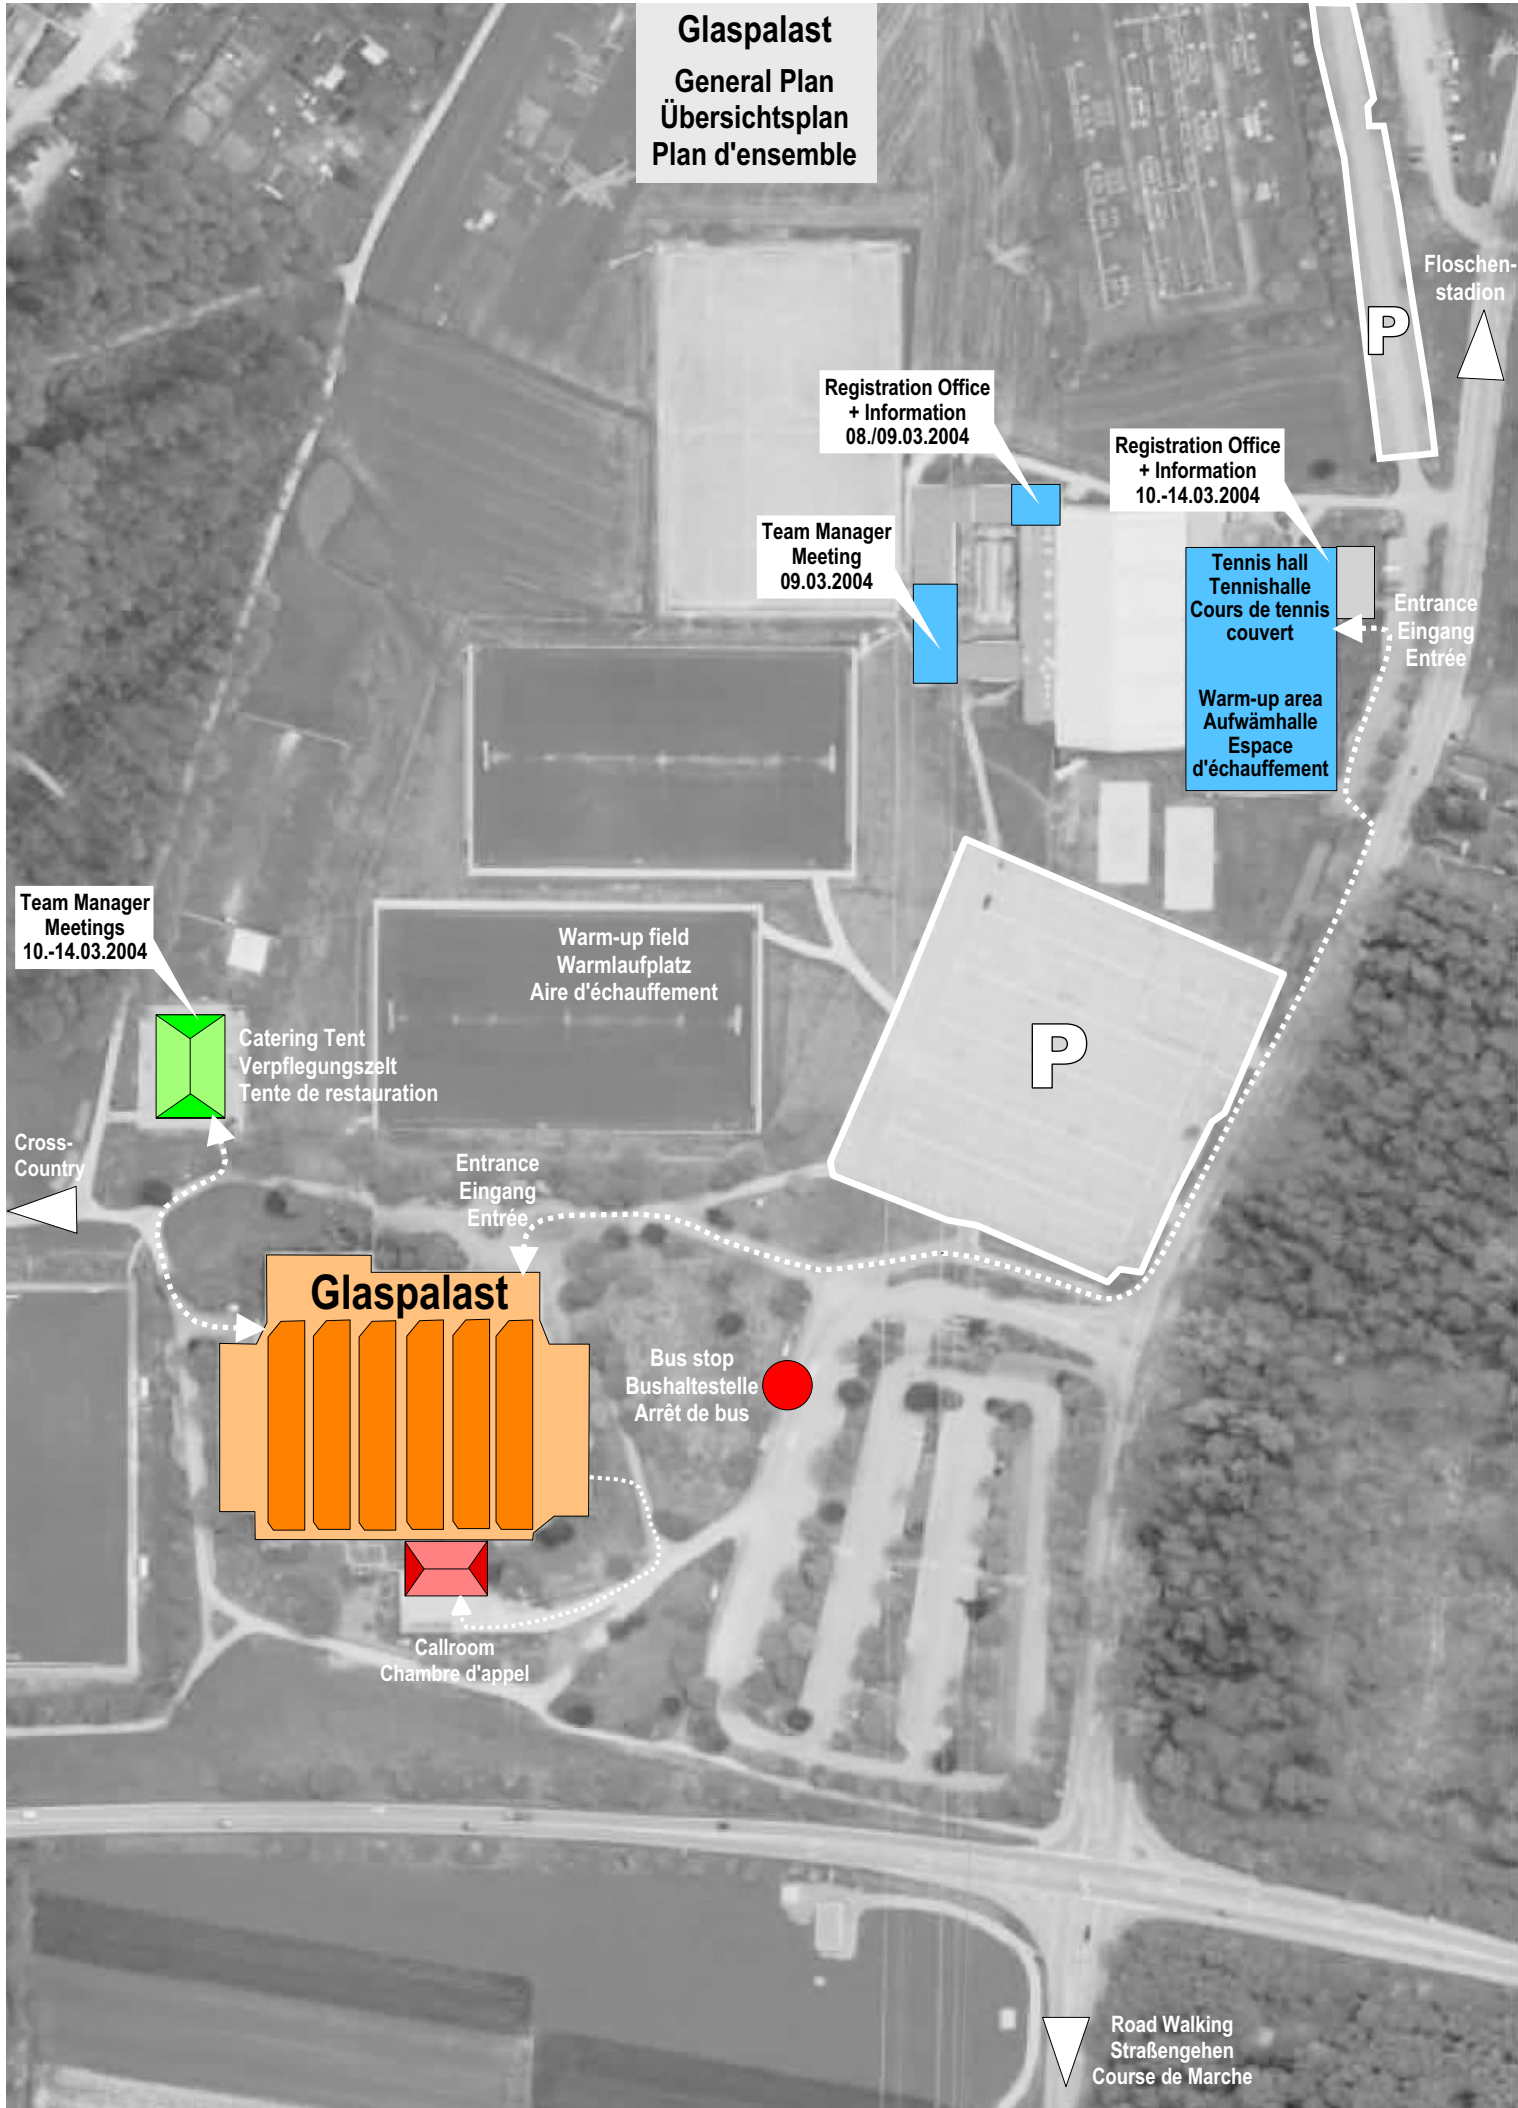 Glaspalast
General Plan
Übersichtsplan
Plan d'ensemble
Floschen-
stadion
P
Registration Office
+ Information
08./09.03.2004
Registration Office
+ Information
10.-14.03.2004
Team Manager
Meeting
09.03.2004
Tennis hall
Tennishalle
Cours de tennis
couvert
Entrance
Eingang
Entrée
Warm-up area
Aufwämhalle
Espace
d'échauffement
Team Manager
Meetings
10.-14.03.2004
Warm-up field
Warmlaufplatz
Aire d'échauffement
P
Catering Tent
Verpflegungszelt
Tente de restauration
Cross-
Country
Entrance
Eingang
Entrée
Glaspalast
Bus stop
Bushaltestelle
Arrêt de bus
Callroom
Chambre d'appel
Road Walking
Straßengehen
Course de Marche